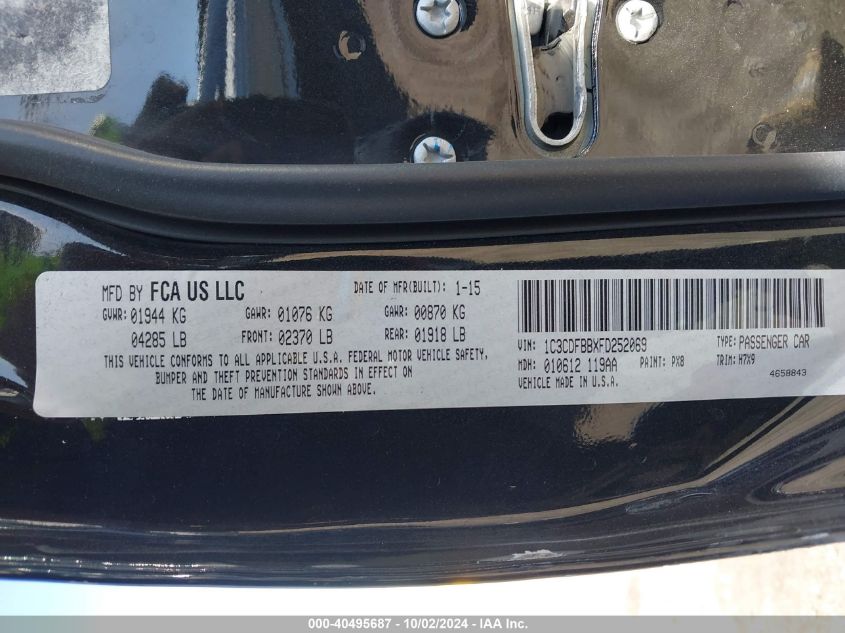 MFD BY FCA US LLC DATE OF MFR(BUILT): 1-15
GVWR: 01944 KG GAWR: 01076 KG GAWR: 00870 KG
04285 LB FRONT: 02370 LB REAR: 01918 LB
THIS VEHICLE CONFORMS TO ALL APPLICABLE U.S.A. FEDERAL MOTOR VEHICLE SAFETY,
BUMPER AND THEFT PREVENTION STANDARDS IN EFFECT ON
THE DATE OF MANUFACTURE SHOWN ABOVE.
VIN: 1C3CDFBBXFD252069 TYPE: PASSENGER CAR
MDH: 010612 119AA PAINT: PX8 TRIM: H7X9
VEHICLE MADE IN U.S.A. 4658843
000-40495687 - 10/02/2024 - IAA Inc.